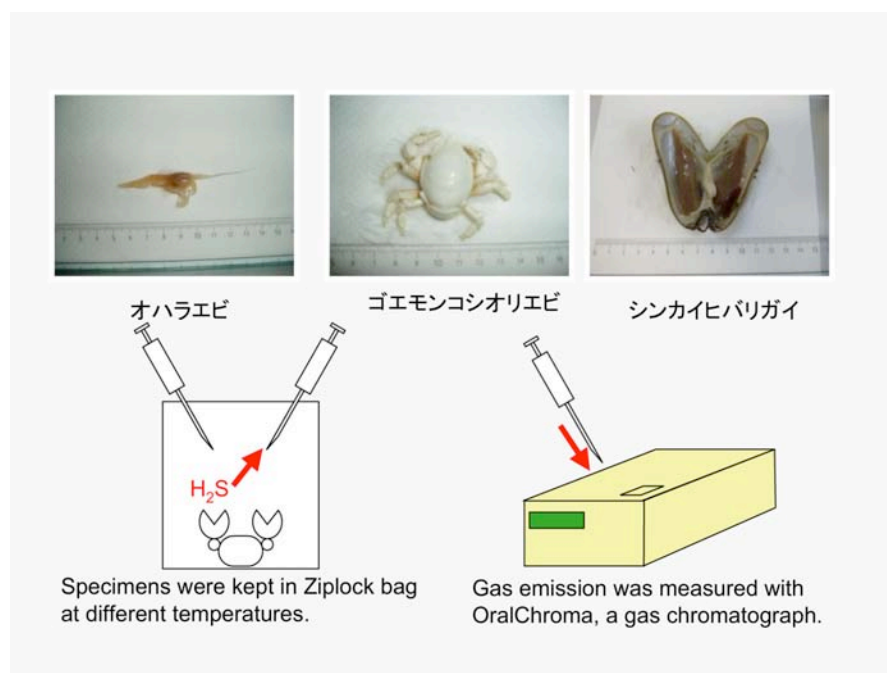 オハラエビ
ゴエモンコシオリエビ
シンカイヒバリガイ
H₂S
Specimens were kept in Ziplock bag
at different temperatures.
Gas emission was measured with
OralChroma, a gas chromatograph.